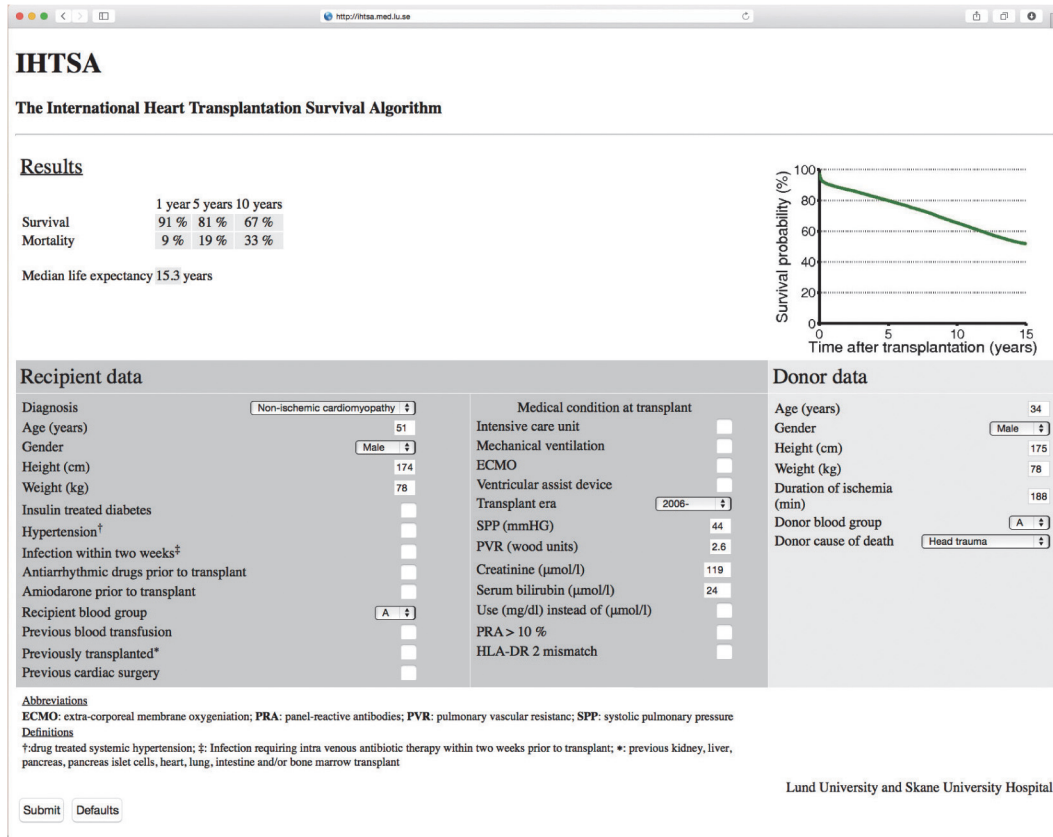 http://ihtsa.med.lu.se
IHTSA
The International Heart Transplantation Survival Algorithm
Results
1 year 5 years 10 years
Survival 91 % 81 % 67 %
Mortality 9 % 19 % 33 %
Median life expectancy 15.3 years
Survival probability (%)
100
80
60
40
20
0
0 5 10 15
Time after transplantation (years)
Recipient data
Diagnosis Non-ischemic cardiomyopathy
Age (years) 51
Gender Male
Height (cm) 174
Weight (kg) 78
Insulin treated diabetes
Hypertension†
Infection within two weeks‡
Antiarrhythmic drugs prior to transplant
Amiodarone prior to transplant
Recipient blood group A
Previous blood transfusion
Previously transplanted*
Previous cardiac surgery
Medical condition at transplant
Intensive care unit
Mechanical ventilation
ECMO
Ventricular assist device
Transplant era 2006-
SPP (mmHG) 44
PVR (wood units) 2.6
Creatinine (μmol/l) 119
Serum bilirubin (μmol/l) 24
Use (mg/dl) instead of (μmol/l)
PRA > 10 %
HLA-DR 2 mismatch
Donor data
Age (years) 34
Gender Male
Height (cm) 175
Weight (kg) 78
Duration of ischemia
(min) 188
Donor blood group A
Donor cause of death Head trauma
Abbreviations
ECMO: extra-corporeal membrane oxygeniation; PRA: panel-reactive antibodies; PVR: pulmonary vascular resistanc; SPP: systolic pulmonary pressure
Definitions
†:drug treated systemic hypertension; ‡: Infection requiring intra venous antibiotic therapy within two weeks prior to transplant; *: previous kidney, liver,
pancreas, pancreas islet cells, heart, lung, intestine and/or bone marrow transplant
Lund University and Skane University Hospital
Submit Defaults